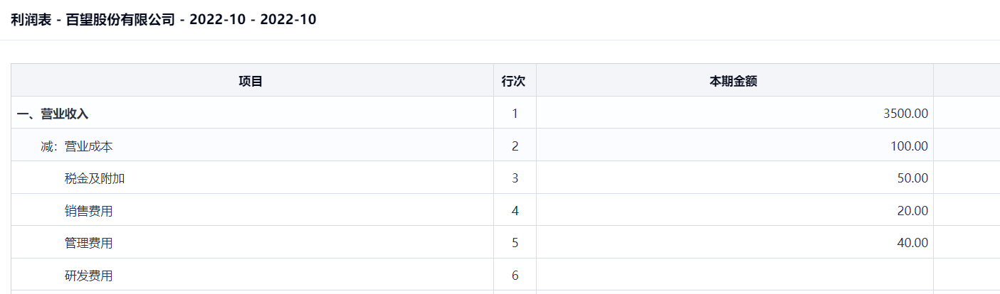 利润表 - 百望股份有限公司 - 2022-10 - 2022-10
项目 行次 本期金额
一、营业收入 1 3500.00
减：营业成本 2 100.00
税金及附加 3 50.00
销售费用 4 20.00
管理费用 5 40.00
研发费用 6